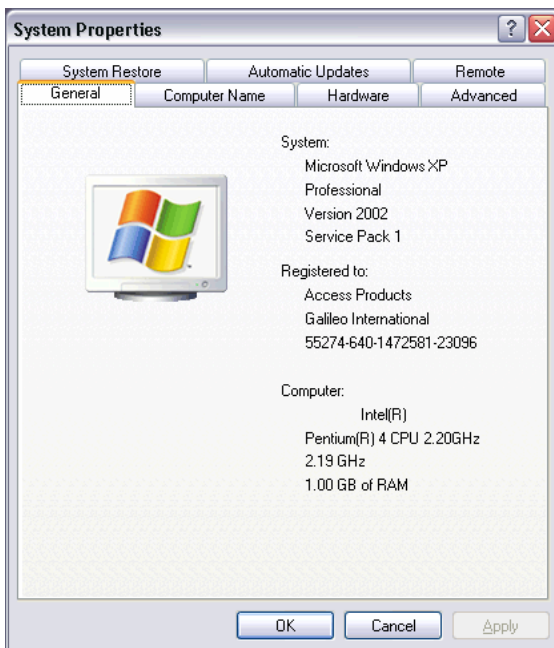 System Properties
System Restore
Automatic Updates
Remote
General
Computer Name
Hardware
Advanced
System:
Microsoft Windows XP
Professional
Version 2002
Service Pack 1
Registered to:
Access Products
Galileo International
55274-640-1472581-23096
Computer:
Intel(R)
Pentium(R) 4 CPU 2.20GHz
2.19 GHz
1.00 GB of RAM
OK
Cancel
Apply